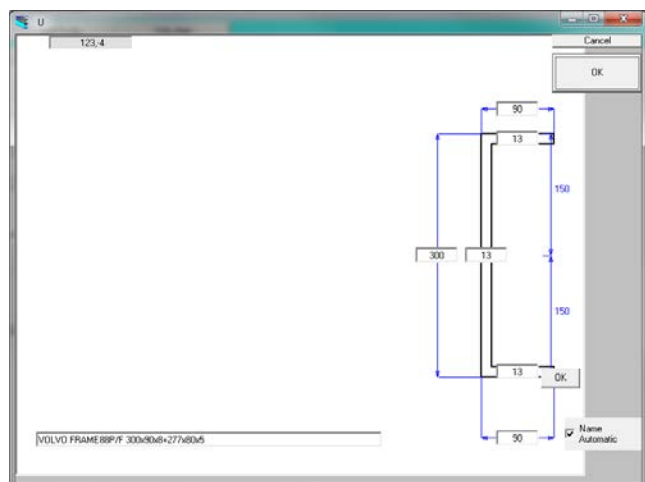 U
123,-4
Cancel
OK
90
13
150
300
13
150
13
OK
90
VOLVO FRAME88P/F 300x90x8+277x80x5
Name
Automatic